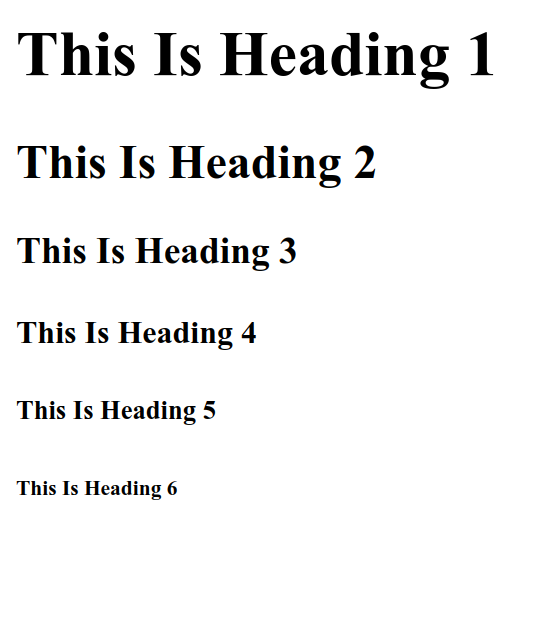 This Is Heading 1
This Is Heading 2
This Is Heading 3
This Is Heading 4
This Is Heading 5
This Is Heading 6